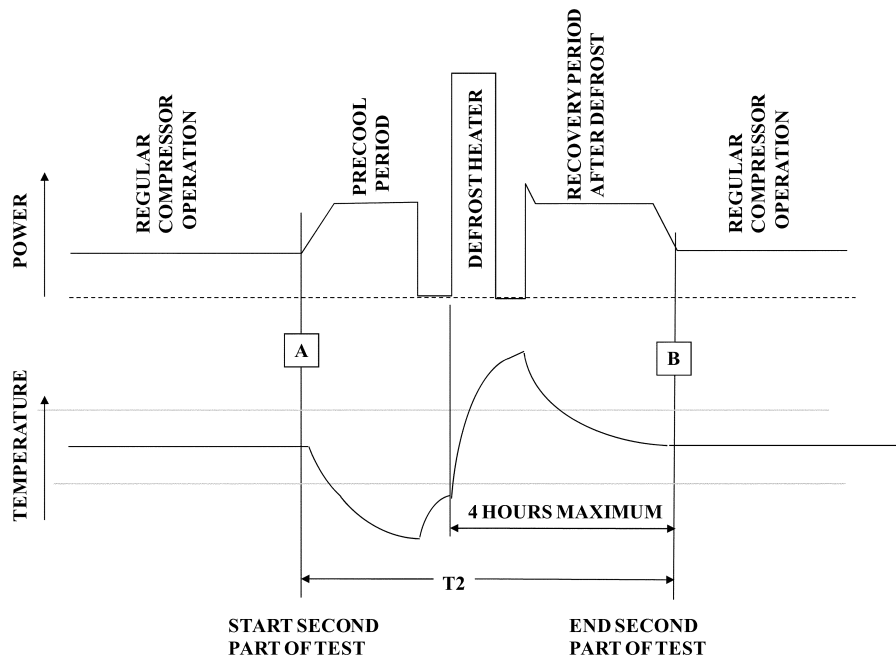 REGULAR
COMPRESSOR
OPERATION
PRECOOL
PERIOD
DEFROST HEATER
RECOVERY PERIOD
AFTER DEFROST
REGULAR
COMPRESSOR
OPERATION
POWER
A
B
TEMPERATURE
4 HOURS MAXIMUM
T2
START SECOND
PART OF TEST
END SECOND
PART OF TEST